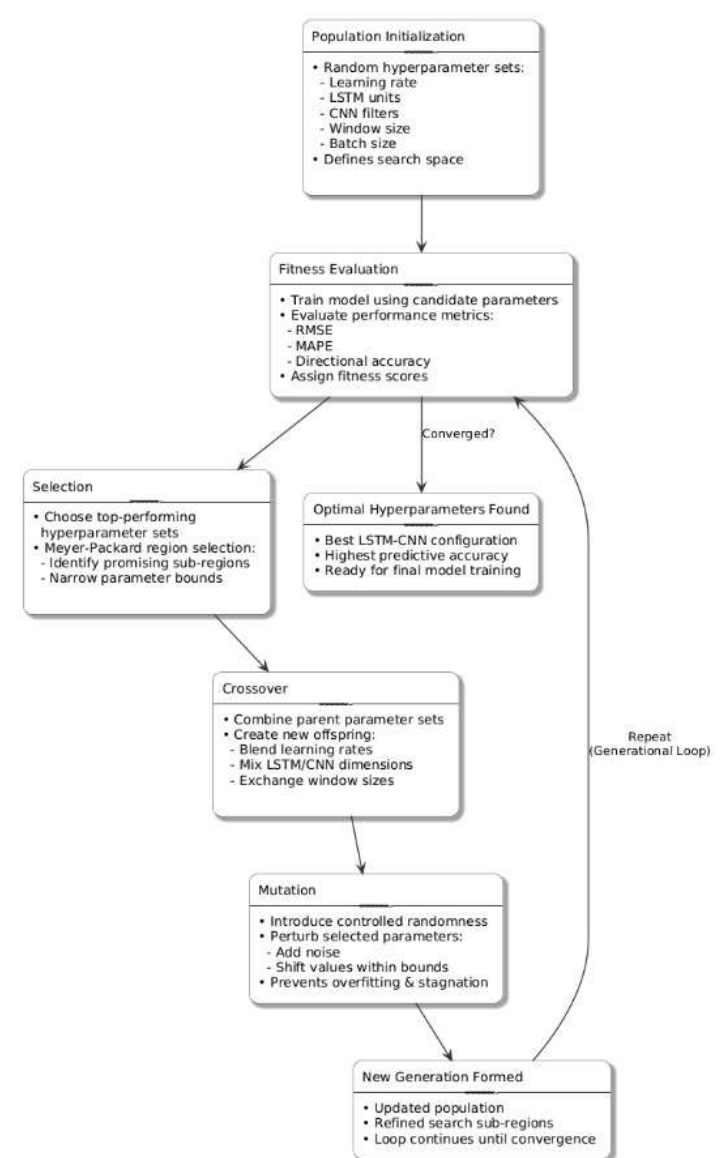 Population Initialization
• Random hyperparameter sets:
- Learning rate
- LSTM units
- CNN filters
- Window size
- Batch size
• Defines search space
Fitness Evaluation
• Train model using candidate parameters
• Evaluate performance metrics:
- RMSE
- MAPE
- Directional accuracy
• Assign fitness scores
Converged?
Selection
• Choose top-performing
hyperparameter sets
• Meyer-Packard region selection:
- Identify promising sub-regions
- Narrow parameter bounds
Optimal Hyperparameters Found
• Best LSTM-CNN configuration
• Highest predictive accuracy
• Ready for final model training
Crossover
• Combine parent parameter sets
• Create new offspring:
- Blend learning rates
- Mix LSTM/CNN dimensions
- Exchange window sizes
Repeat
(Generational Loop)
Mutation
• Introduce controlled randomness
• Perturb selected parameters:
- Add noise
- Shift values within bounds
• Prevents overfitting & stagnation
New Generation Formed
• Updated population
• Refined search sub-regions
• Loop continues until convergence